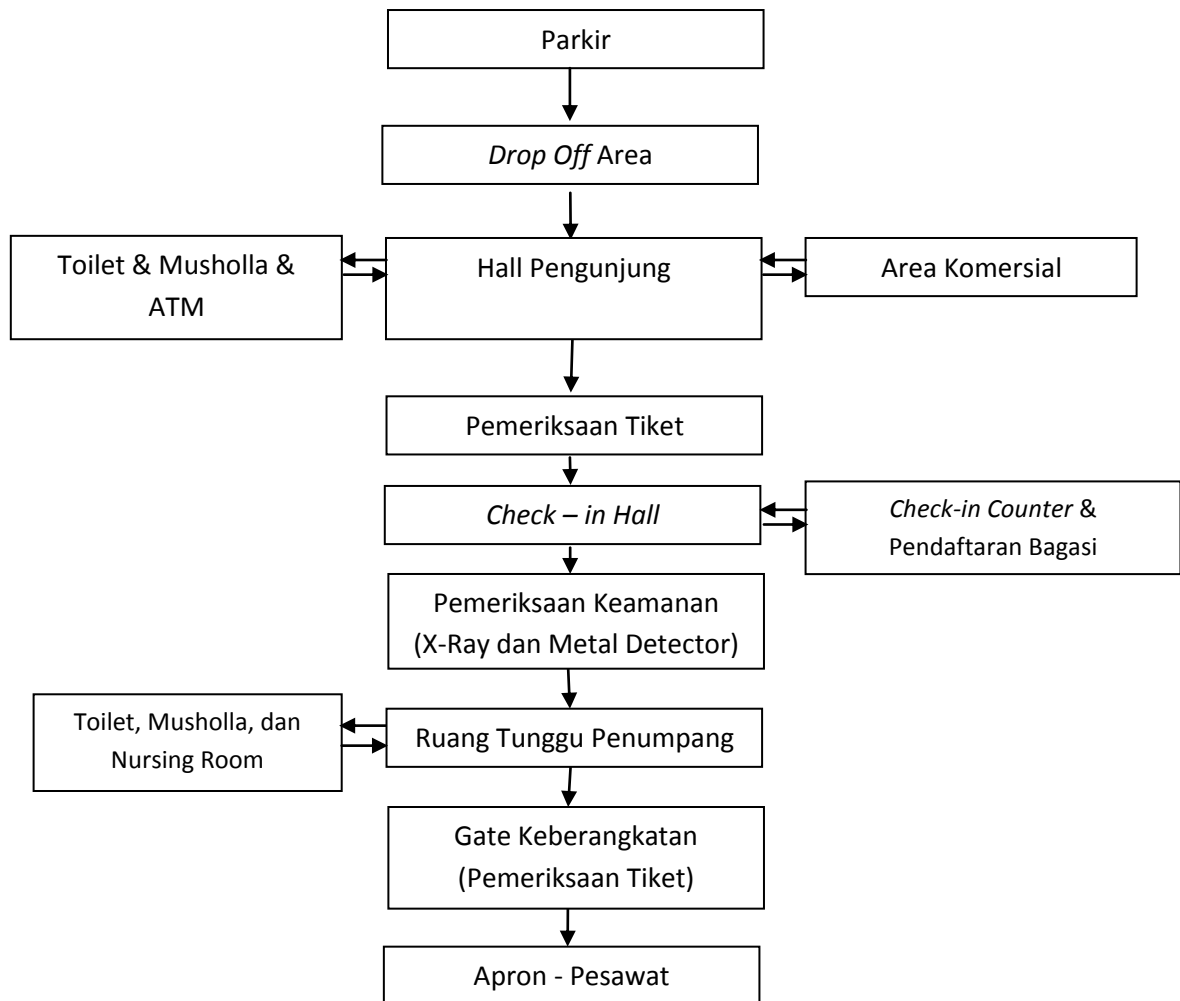 Parkir
Drop Off Area
Toilet & Musholla &
ATM
Hall Pengunjung
Area Komersial
Pemeriksaan Tiket
Check – in Hall
Check-in Counter &
Pendaftaran Bagasi
Pemeriksaan Keamanan
(X-Ray dan Metal Detector)
Toilet, Musholla, dan
Nursing Room
Ruang Tunggu Penumpang
Gate Keberangkatan
(Pemeriksaan Tiket)
Apron - Pesawat